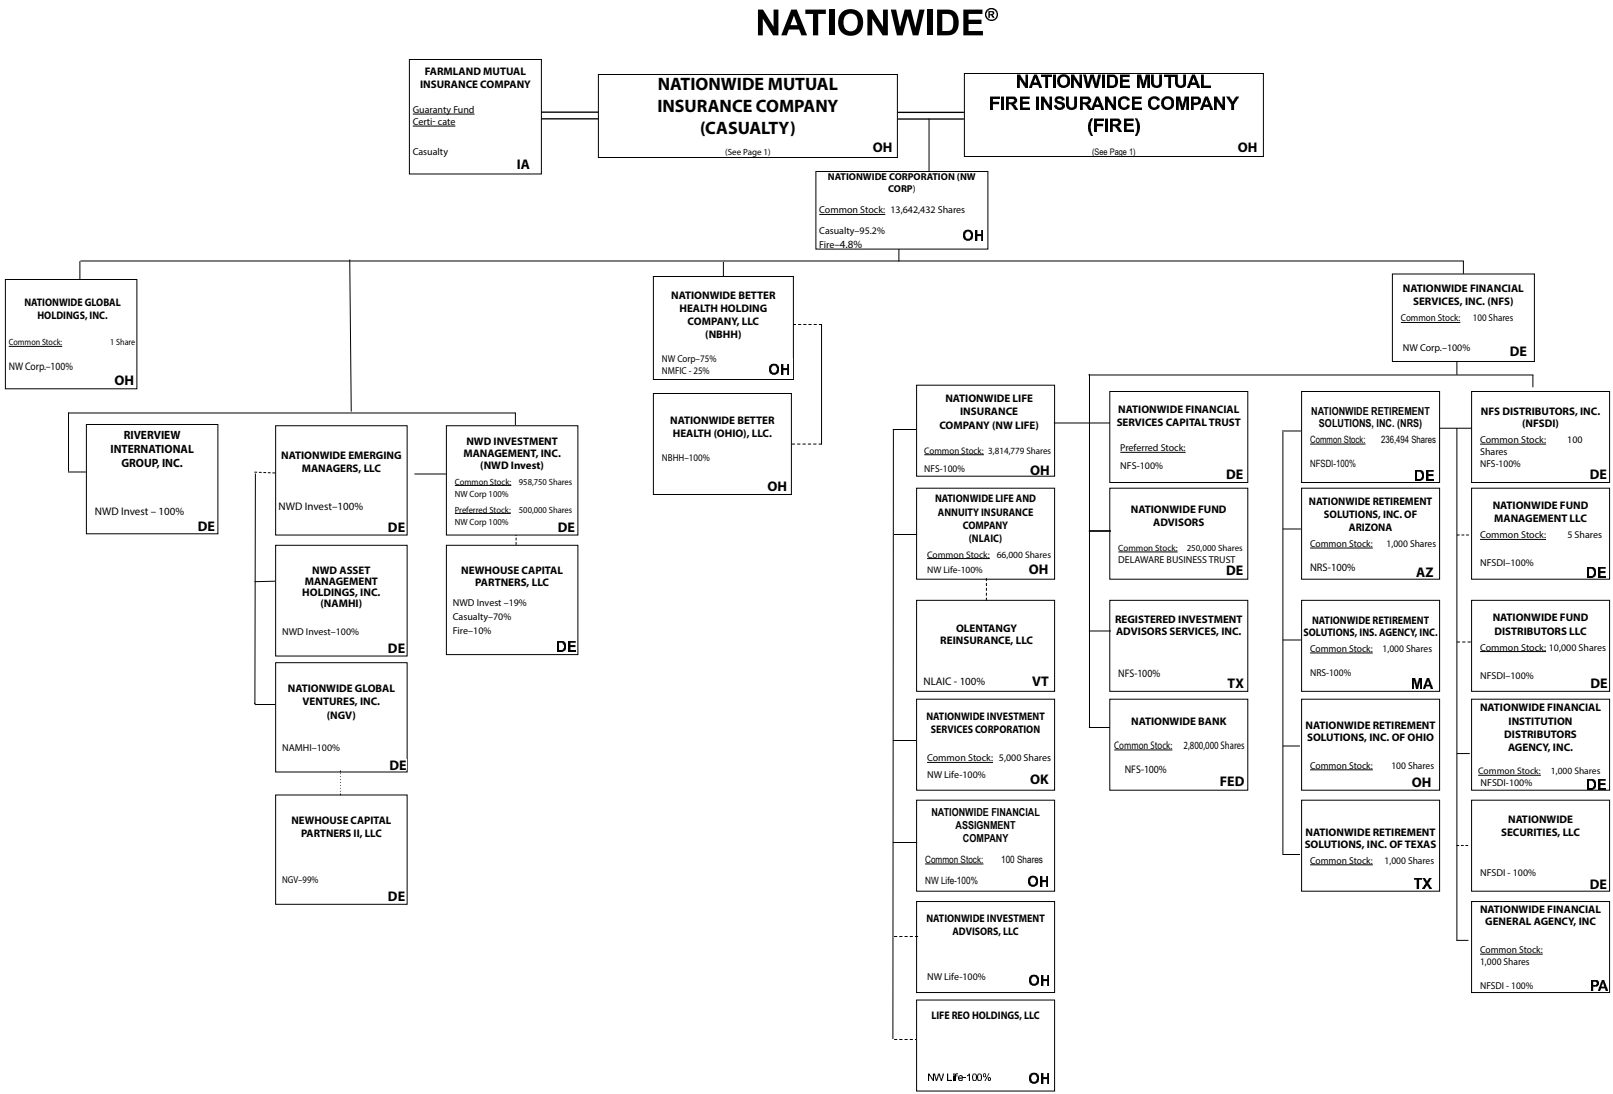 NATIONWIDE®
FARMLAND MUTUAL
INSURANCE COMPANY
Guaranty Fund
Certi- cate
Casualty
IA
NATIONWIDE MUTUAL
INSURANCE COMPANY
(CASUALTY)
(See Page 1)
OH
NATIONWIDE MUTUAL
FIRE INSURANCE COMPANY
(FIRE)
(See Page 1)
OH
NATIONWIDE CORPORATION (NW
CORP)
Common Stock: 13,642,432 Shares
Casualty–95.2%
Fire–4.8%
OH
NATIONWIDE GLOBAL
HOLDINGS, INC.
Common Stock: 1 Share
NW Corp.–100%
OH
NATIONWIDE BETTER
HEALTH HOLDING
COMPANY, LLC
(NBHH)
NW Corp–75%
NMFIC - 25%
OH
NATIONWIDE FINANCIAL
SERVICES, INC. (NFS)
Common Stock: 100 Shares
NW Corp.–100%
DE
RIVERVIEW
INTERNATIONAL
GROUP, INC.
NWD Invest – 100%
DE
NATIONWIDE EMERGING
MANAGERS, LLC
NWD Invest–100%
DE
NWD INVESTMENT
MANAGEMENT, INC.
(NWD Invest)
Common Stock: 958,750 Shares
NW Corp 100%
Preferred Stock: 500,000 Shares
NW Corp 100%
DE
NWD ASSET
MANAGEMENT
HOLDINGS, INC.
(NAMHI)
NWD Invest–100%
DE
NEWHOUSE CAPITAL
PARTNERS, LLC
NWD Invest –19%
Casualty–70%
Fire–10%
DE
NATIONWIDE GLOBAL
VENTURES, INC.
(NGV)
NAMHI–100%
DE
NEWHOUSE CAPITAL
PARTNERS II, LLC
NGV–99%
DE
NATIONWIDE BETTER
HEALTH (OHIO), LLC.
NBHH–100%
OH
NATIONWIDE LIFE
INSURANCE
COMPANY (NW LIFE)
Common Stock: 3,814,779 Shares
NFS-100%
OH
NATIONWIDE LIFE AND
ANNUITY INSURANCE
COMPANY
(NLAIC)
Common Stock: 66,000 Shares
NW Life-100%
OH
OLENTANGY
REINSURANCE, LLC
NLAIC - 100%
VT
NATIONWIDE INVESTMENT
SERVICES CORPORATION
Common Stock: 5,000 Shares
NW Life-100%
OK
NATIONWIDE FINANCIAL
ASSIGNMENT
COMPANY
Common Stock: 100 Shares
NW Life-100%
OH
NATIONWIDE INVESTMENT
ADVISORS, LLC
NW Life-100%
OH
LIFE REO HOLDINGS, LLC
NW Life-100%
OH
NATIONWIDE FINANCIAL
SERVICES CAPITAL TRUST
Preferred Stock:
NFS-100%
DE
NATIONWIDE FUND
ADVISORS
Common Stock: 250,000 Shares
DELAWARE BUSINESS TRUST
DE
REGISTERED INVESTMENT
ADVISORS SERVICES, INC.
NFS-100%
TX
NATIONWIDE BANK
Common Stock: 2,800,000 Shares
NFS-100%
FED
NATIONWIDE RETIREMENT
SOLUTIONS, INC. (NRS)
Common Stock: 236,494 Shares
NFSDI-100%
DE
NATIONWIDE RETIREMENT
SOLUTIONS, INC. OF
ARIZONA
Common Stock: 1,000 Shares
NRS-100%
AZ
NATIONWIDE RETIREMENT
SOLUTIONS, INS. AGENCY, INC.
Common Stock: 1,000 Shares
NRS-100%
MA
NATIONWIDE RETIREMENT
SOLUTIONS, INC. OF OHIO
Common Stock: 100 Shares
OH
NATIONWIDE RETIREMENT
SOLUTIONS, INC. OF TEXAS
Common Stock: 1,000 Shares
TX
NFS DISTRIBUTORS, INC.
(NFSDI)
Common Stock: 100
Shares
NFS-100%
DE
NATIONWIDE FUND
MANAGEMENT LLC
Common Stock: 5 Shares
NFSDI–100%
DE
NATIONWIDE FUND
DISTRIBUTORS LLC
Common Stock: 10,000 Shares
NFSDI–100%
DE
NATIONWIDE FINANCIAL
INSTITUTION
DISTRIBUTORS
AGENCY, INC.
Common Stock: 1,000 Shares
NFSDI-100%
DE
NATIONWIDE
SECURITIES, LLC
NFSDI - 100%
DE
NATIONWIDE FINANCIAL
GENERAL AGENCY, INC
Common Stock:
1,000 Shares
NFSDI - 100%
PA